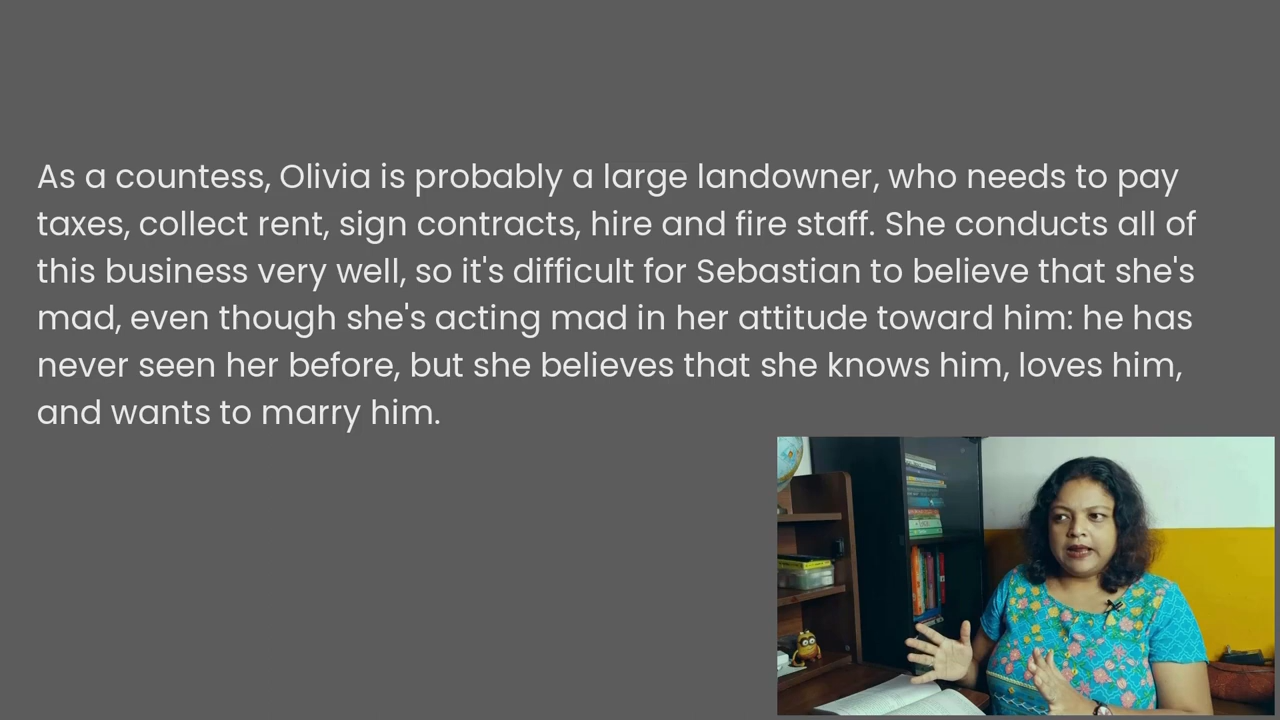 As a countess, Olivia is probably a large landowner, who needs to pay
taxes, collect rent, sign contracts, hire and fire staff. She conducts all of
this business very well, so it's difficult for Sebastian to believe that she's
mad, even though she's acting mad in her attitude toward him: he has
never seen her before, but she believes that she knows him, loves him,
and wants to marry him.